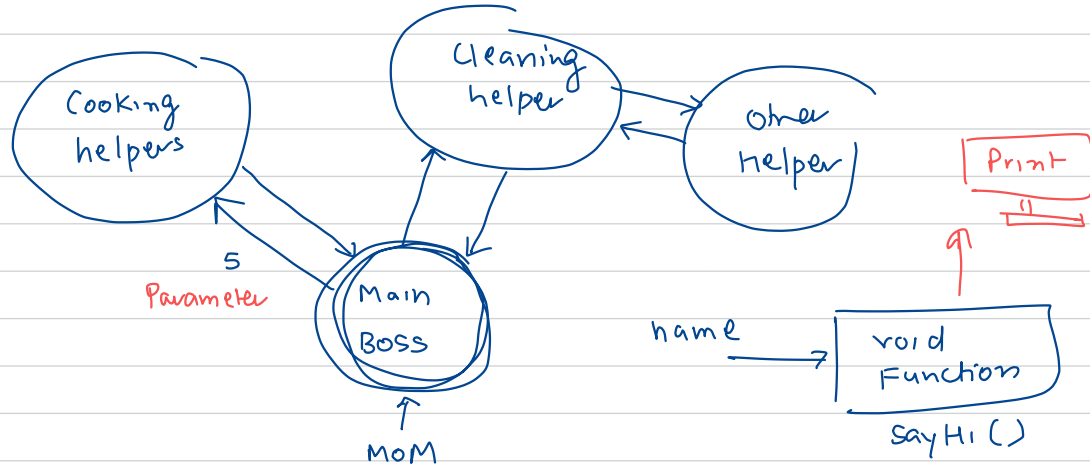 Cooking
helpers
Cleaning
helper
Other
Helper
Print
5
Parameter
Main
BOSS
MOM
name
void
Function
SayHi ()